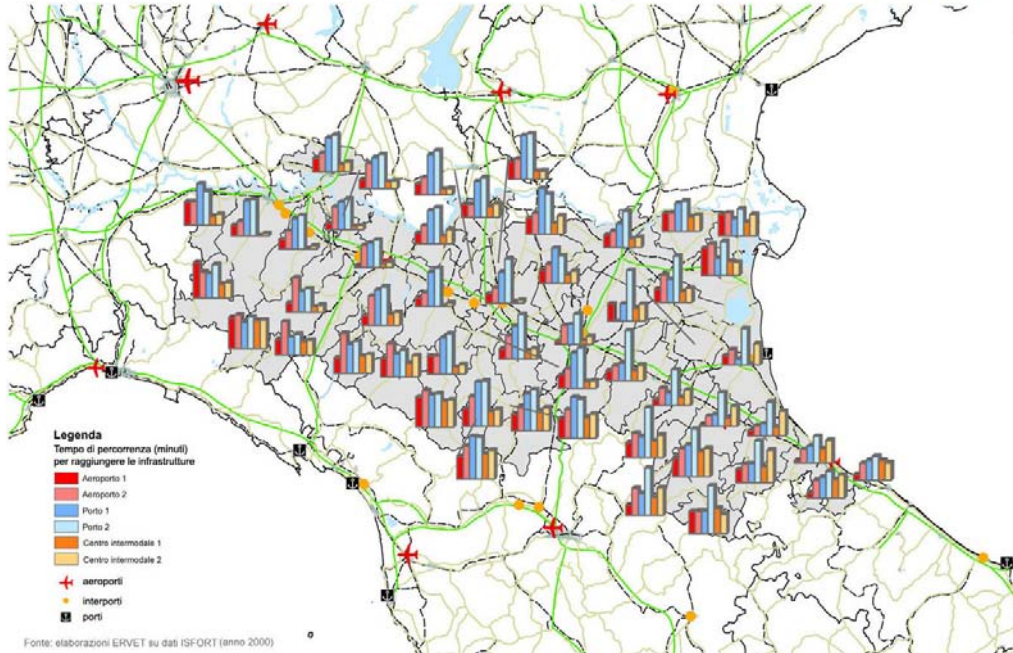 Legenda
Tempo di percorrenza (minuti)
per raggiungere le infrastrutture
Aeroporto 1
Aeroporto 2
Porto 1
Porto 2
Centro intermodale 1
Centro intermodale 2
aeroporti
interporti
porti
Fonte: elaborazioni ERVET su dati ISFORT (anno 2000)